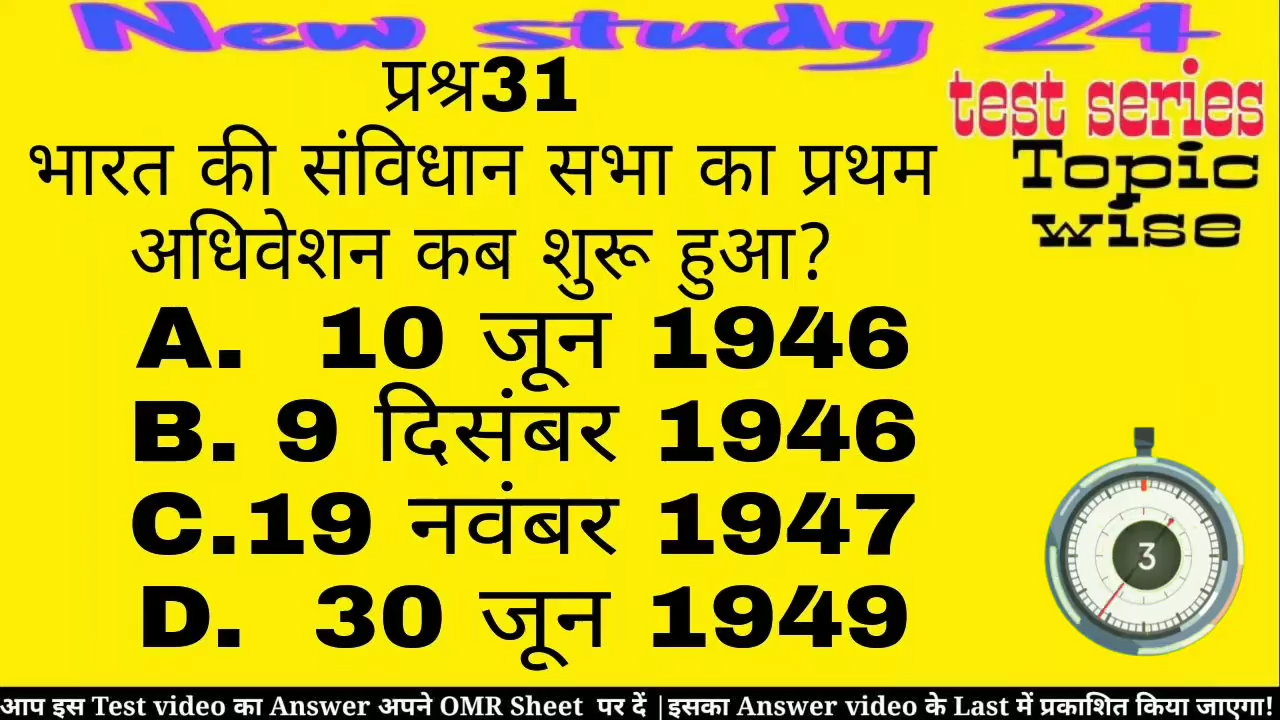 New study 24
test series
Topic
wise
प्रश्न31
भारत की संविधान सभा का प्रथम
अधिवेशन कब शुरू हुआ?
A. 10 जून 1946
B. 9 दिसंबर 1946
C.19 नवंबर 1947
D. 30 जून 1949
3
आप इस Test video का Answer अपने OMR Sheet पर दें |इसका Answer video के Last में प्रकाशित किया जाएगा!